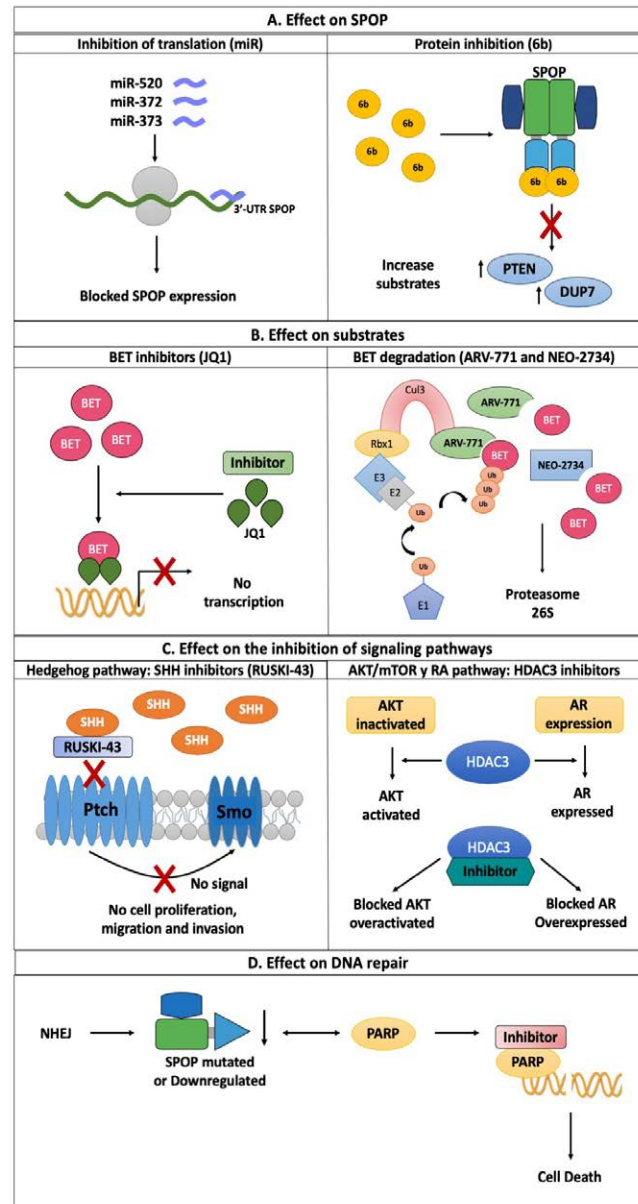 A. Effect on SPOP
Inhibition of translation (miR)
miR-520
miR-372
miR-373
3'-UTR SPOP
Blocked SPOP expression
Protein inhibition (6b)
SPOP
6b
6b
6b
6b
6b
6b
Increase
substrates
PTEN
DUP7
B. Effect on substrates
BET inhibitors (JQ1)
BET
BET
BET
Inhibitor
JQ1
BET
No
transcription
BET degradation (ARV-771 and NEO-2734)
Cul3
ARV-771
BET
Rbx1
ARV-771
BET
NEO-2734
E3
E2
Ub
Ub
Ub
Ub
BET
BET
Ub
E1
Proteasome
26S
C. Effect on the inhibition of signaling pathways
Hedgehog pathway: SHH inhibitors (RUSKI-43)
SHH
SHH
SHH
SHH
RUSKI-43
Ptch
Smo
No signal
No cell proliferation,
migration and invasion
AKT/mTOR y RA pathway: HDAC3 inhibitors
AKT
inactivated
AR
expression
HDAC3
AKT
activated
AR
expressed
HDAC3
Inhibitor
Blocked AKT
overactivated
Blocked AR
Overexpressed
D. Effect on DNA repair
NHEJ
SPOP mutated
or Downregulated
PARP
Inhibitor
PARP
Cell Death